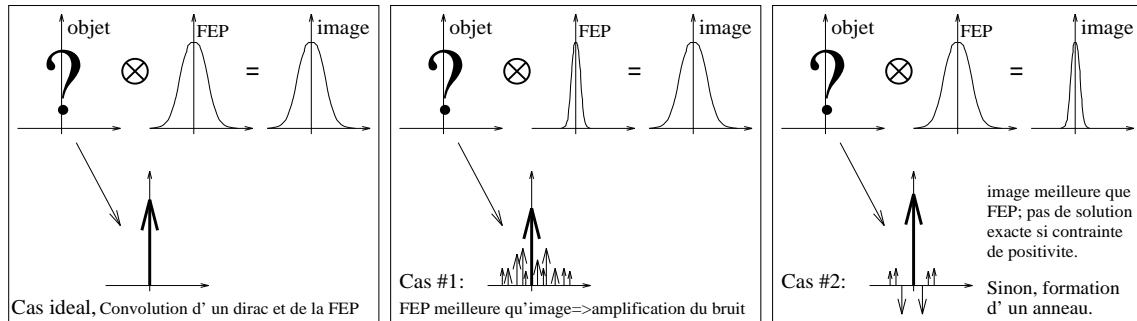 objet FEP image
? ⊗ =
Cas ideal, Convolution d' un dirac et de la FEP
objet FEP image
? ⊗ =
Cas #1:
FEP meilleure qu'image=>amplification du bruit
objet FEP image
? ⊗ =
image meilleure que
FEP; pas de solution
exacte si contrainte
de positivite.
Cas #2:
Sinon, formation
d' un anneau.